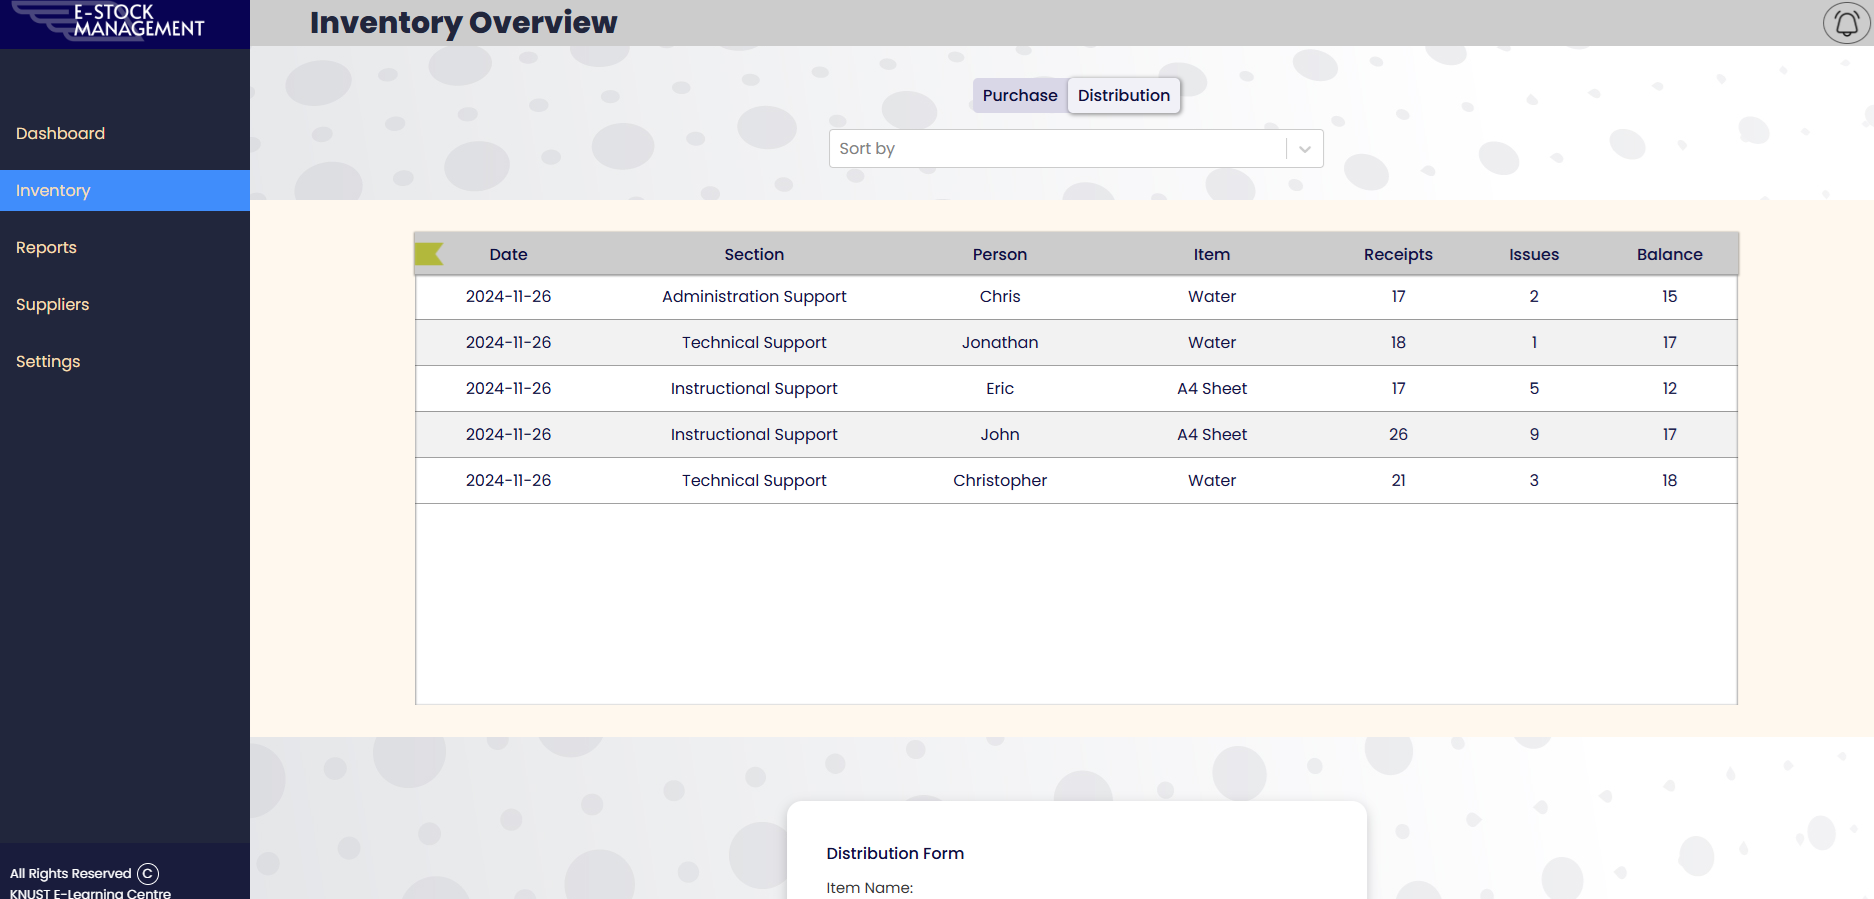 E-STOCK
MANAGEMENT
Inventory Overview
Dashboard
Inventory
Reports
Suppliers
Settings
Purchase Distribution
Sort by
Date Section Person Item Receipts Issues Balance
2024-11-26 Administration Support Chris Water 17 2 15
2024-11-26 Technical Support Jonathan Water 18 1 17
2024-11-26 Instructional Support Eric A4 Sheet 17 5 12
2024-11-26 Instructional Support John A4 Sheet 26 9 17
2024-11-26 Technical Support Christopher Water 21 3 18
Distribution Form
Item Name:
All Rights Reserved ©
KNUST E-Learning Centre